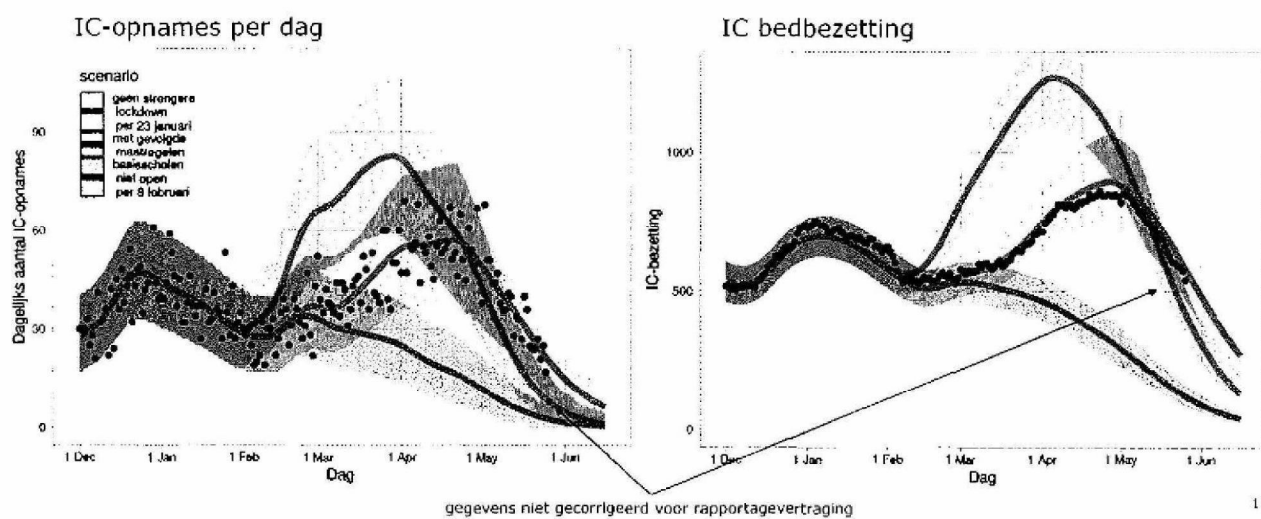 IC-opnames per dag
scenario
geen strengere
lockdown
per 23 januari
met gevolgde
maatregelen
basisscholen
niet open
per 8 februari
90
60
30
0
Dagelijks aantal IC-opnames
1 Dec
1 Jan
1 Feb
1 Mar
1 Apr
1 May
1 Jun
Dag
IC bedbezetting
1000
500
0
IC-bezetting
1 Dec
1 Jan
1 Feb
1 Mar
1 Apr
1 May
1 Jun
Dag
gegevens niet gecorrigeerd voor rapportagevertraging
1